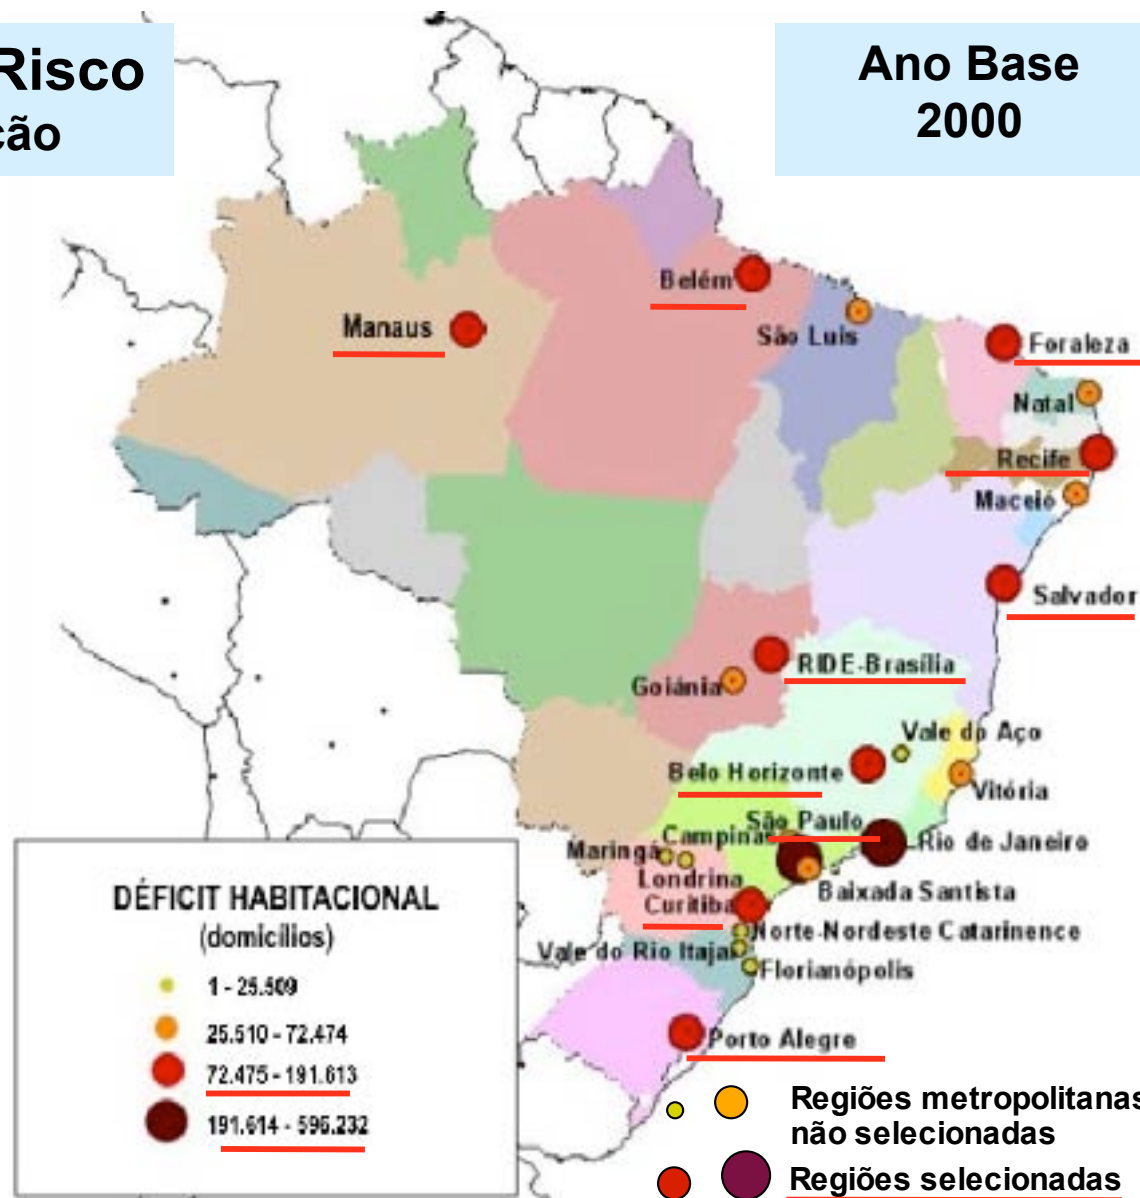 Risco
ção
Ano Base
2000
Belém
Manaus
São Luis
Foraleza
Natal
Recife
Maceió
Salvador
RIDE-Brasília
Goiánia
Vale do Aço
Belo Horizonte
Vitória
São Paulo
Campinas
Rio de Janeiro
Maringá
Londrina
Baixada Santista
Curitiba
Norte-Nordeste Catarinence
Vale do Rio Itajaí
Florianópolis
Porto Alegre
DÉFICIT HABITACIONAL
(domicílios)
1 - 25.509
25.510 - 72.474
72.475 - 191.613
191.614 - 596.232
Regiões metropolitanas
não selecionadas
Regiões selecionadas